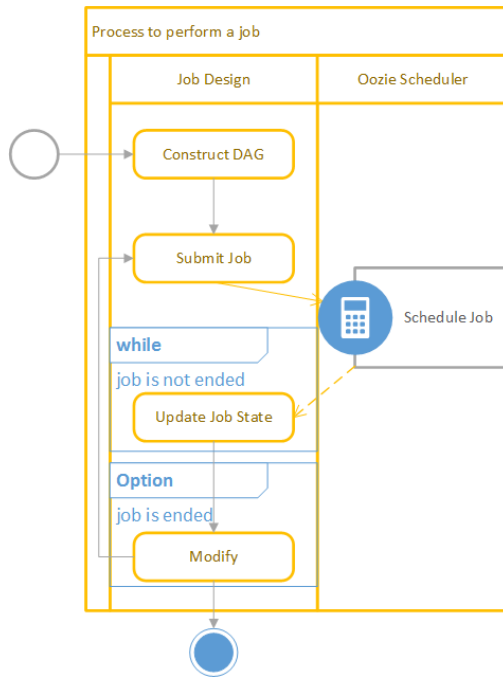 Process to perform a job
Job Design
Oozie Scheduler
Construct DAG
Submit Job
Schedule Job
while
job is not ended
Update Job State
Option
job is ended
Modify